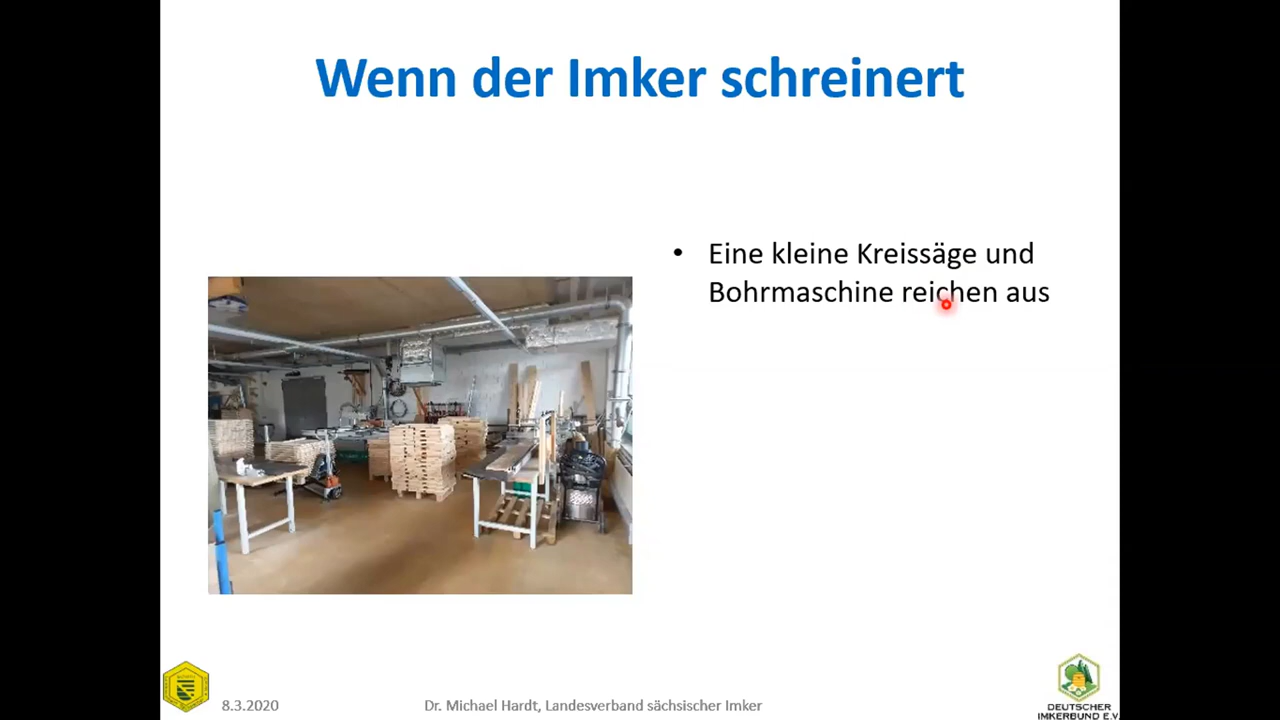 Wenn der Imker schreinert
• Eine kleine Kreissäge und
Bohrmaschine reichen aus
8.3.2020
Dr. Michael Hardt, Landesverband sächsischer Imker
DEUTSCHER
IMKERBUND E.V